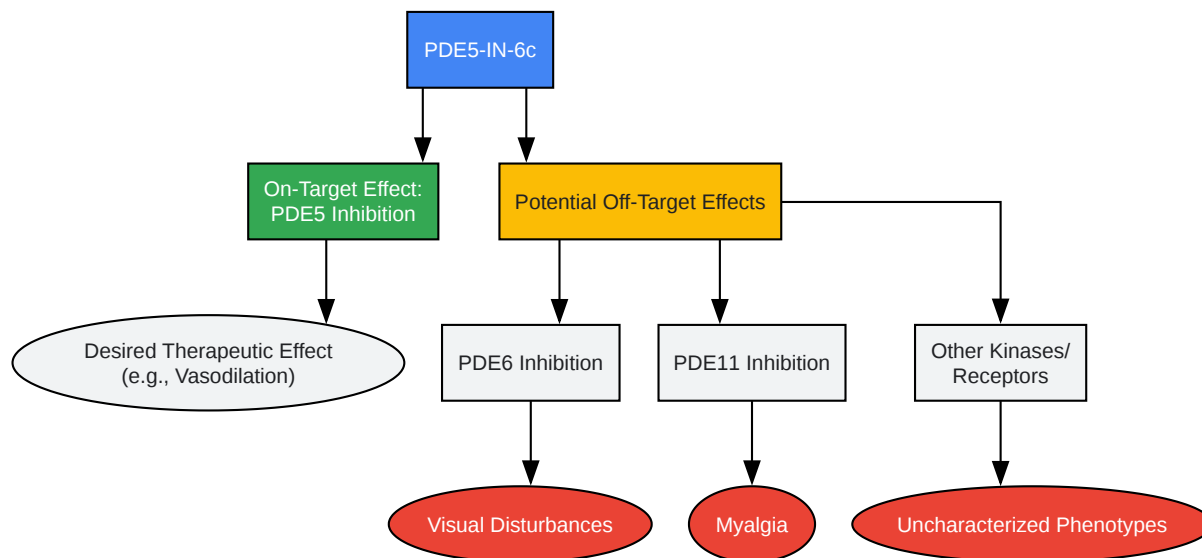 PDE5-IN-6c
On-Target Effect:
PDE5 Inhibition
Potential Off-Target Effects
Desired Therapeutic Effect
(e.g., Vasodilation)
PDE6 Inhibition
PDE11 Inhibition
Other Kinases/
Receptors
Visual Disturbances
Myalgia
Uncharacterized Phenotypes